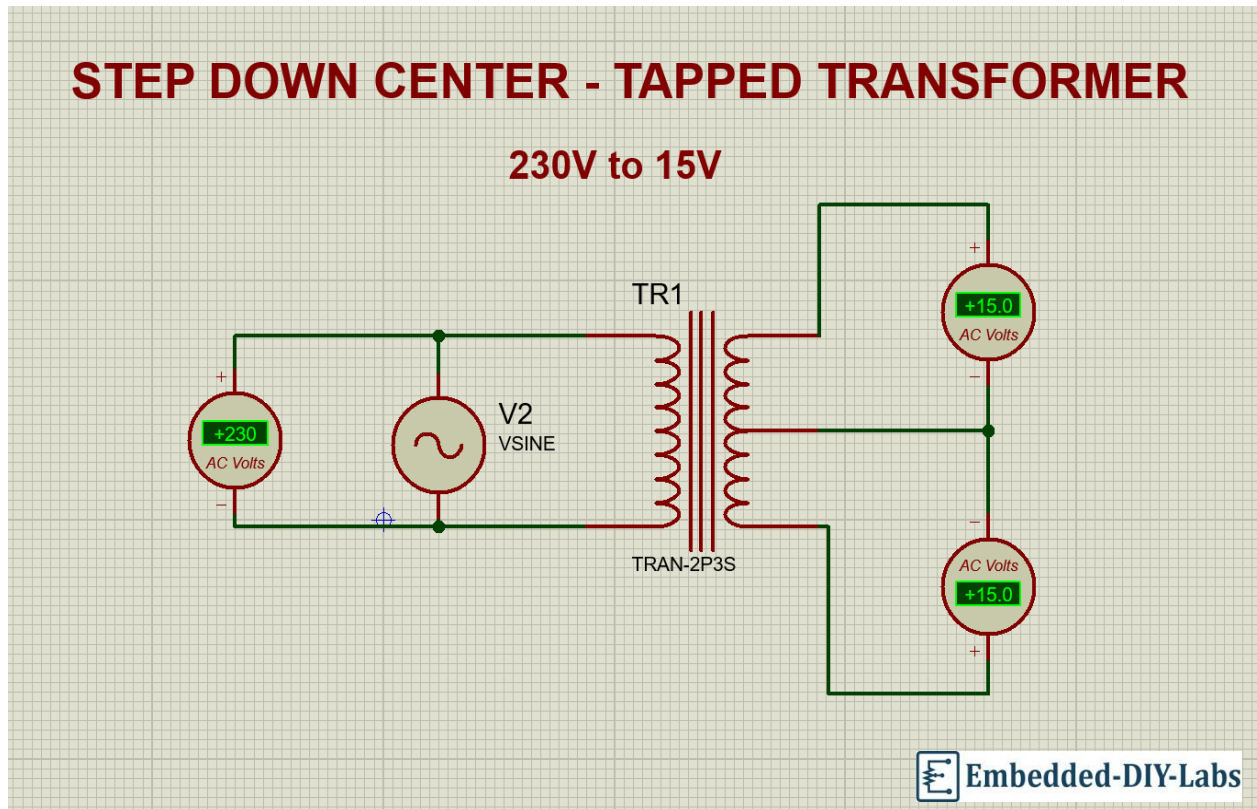 STEP DOWN CENTER - TAPPED TRANSFORMER
230V to 15V
TR1
+
+15.0
AC Volts
−
+
+230
AC Volts
−
V2
VSINE
TRAN-2P3S
−
AC Volts
+15.0
+
Embedded-DIY-Labs